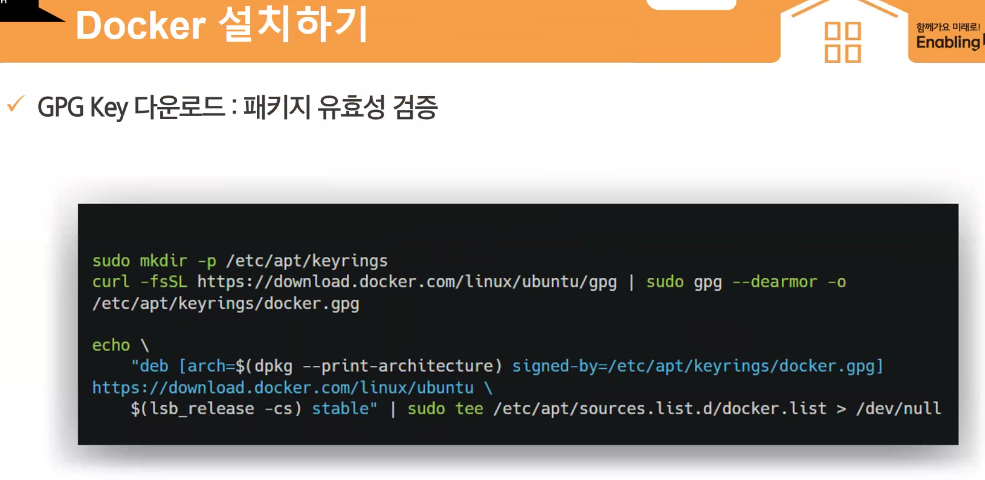 Docker 설치하기
함께가요 미래로!
Enabling
✓ GPG Key 다운로드 : 패키지 유효성 검증
sudo mkdir -p /etc/apt/keyrings
curl -fsSL https://download.docker.com/linux/ubuntu/gpg | sudo gpg --dearmor -o
/etc/apt/keyrings/docker.gpg
echo \
"deb [arch=$(dpkg --print-architecture) signed-by=/etc/apt/keyrings/docker.gpg]
https://download.docker.com/linux/ubuntu \
$(lsb_release -cs) stable" | sudo tee /etc/apt/sources.list.d/docker.list > /dev/null